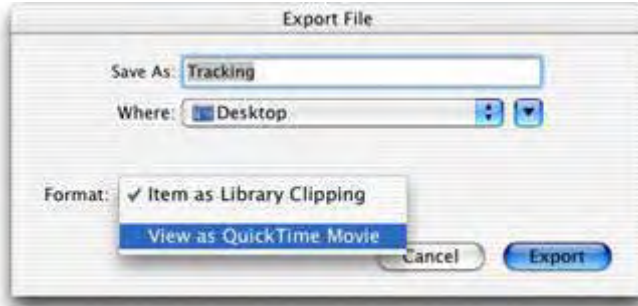 Export File
Save As: Tracking
Where: Desktop
Format: ✓ Item as Library Clipping
View as QuickTime Movie
Cancel Export